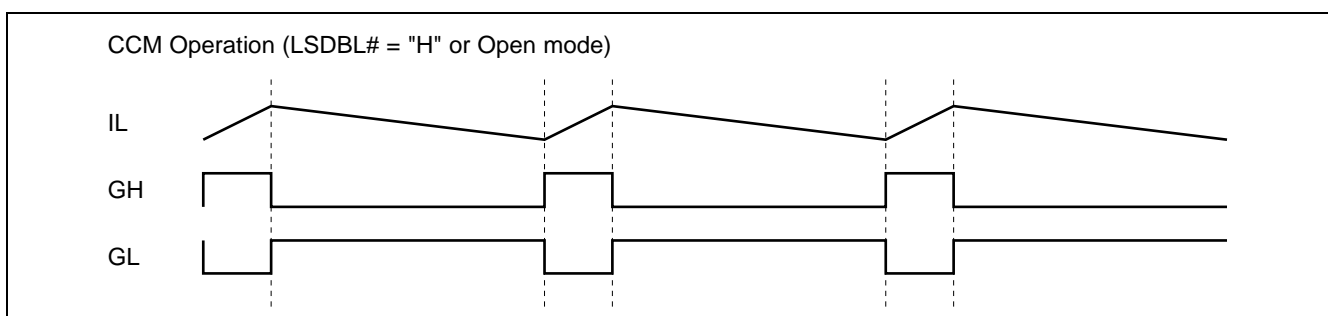 CCM Operation (LSDBL# = "H" or Open mode)
IL
GH
GL